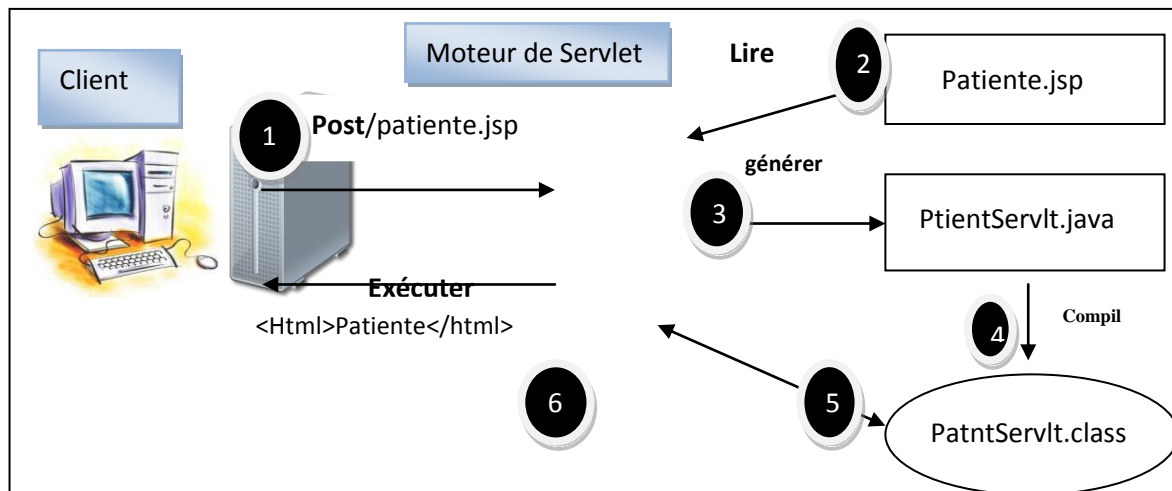 Client
Moteur de Servlet
Lire
2
Patiente.jsp
1
Post/patiente.jsp
générer
3
PtientServlt.java
Exécuter
<Html>Patiente</html>
4
Compil
6
5
PatntServlt.class